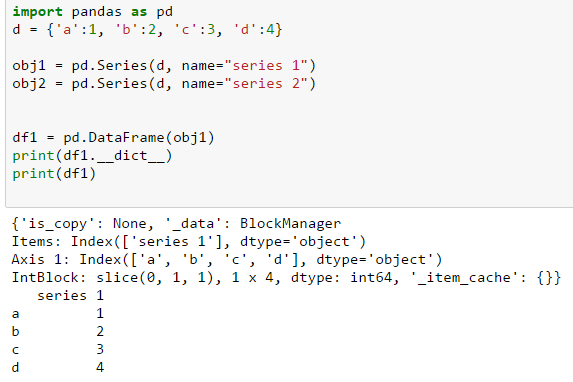 import pandas as pd
d = {'a':1, 'b':2, 'c':3, 'd':4}
obj1 = pd.Series(d, name="series 1")
obj2 = pd.Series(d, name="series 2")
df1 = pd.DataFrame(obj1)
print(df1.__dict__)
print(df1)
{'is_copy': None, '_data': BlockManager
Items: Index(['series 1'], dtype='object')
Axis 1: Index(['a', 'b', 'c', 'd'], dtype='object')
IntBlock: slice(0, 1, 1), 1 x 4, dtype: int64, '_item_cache': {}}
   series 1
a         1
b         2
c         3
d         4